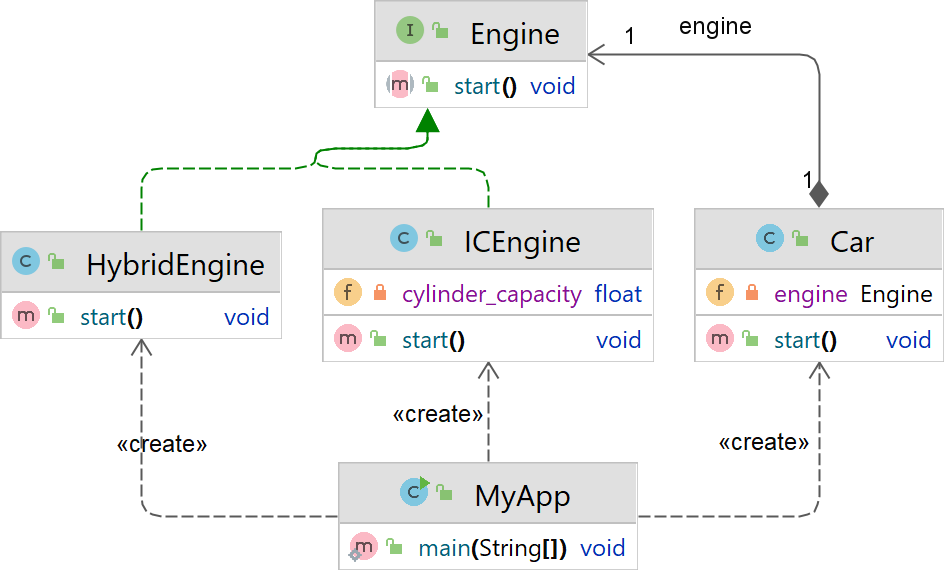 I Engine
m start() void
1 engine
1
C HybridEngine
m start() void
C ICEngine
f cylinder_capacity float
m start() void
C Car
f engine Engine
m start() void
«create»
«create»
«create»
C MyApp
m main(String[]) void